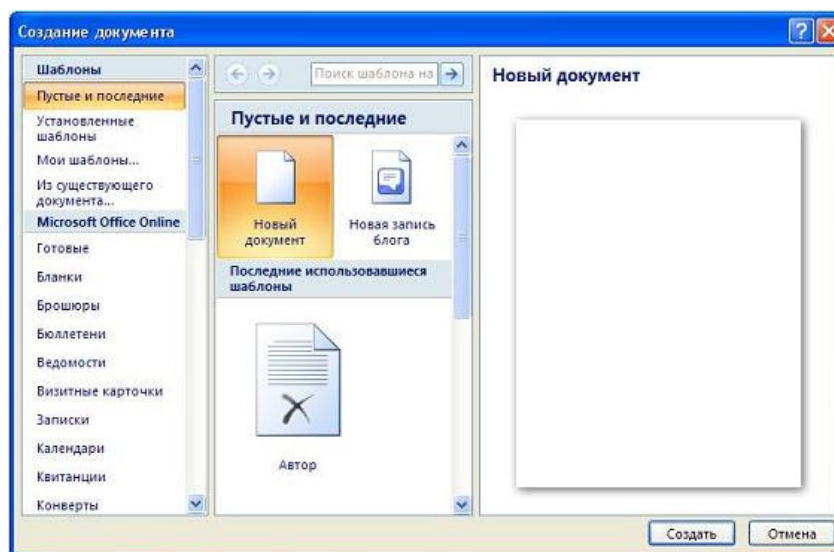 Создание документа
Шаблоны
Пустые и последние
Установленные
шаблоны
Мои шаблоны...
Из существующего
документа...
Microsoft Office Online
Готовые
Бланки
Брошюры
Бюллетени
Ведомости
Визитные карточки
Записки
Календари
Квитанции
Конверты
Поиск шаблона на
Пустые и последние
Новый
документ
Новая запись
блога
Последние использовавшиеся
шаблоны
Автор
Новый документ
Создать
Отмена